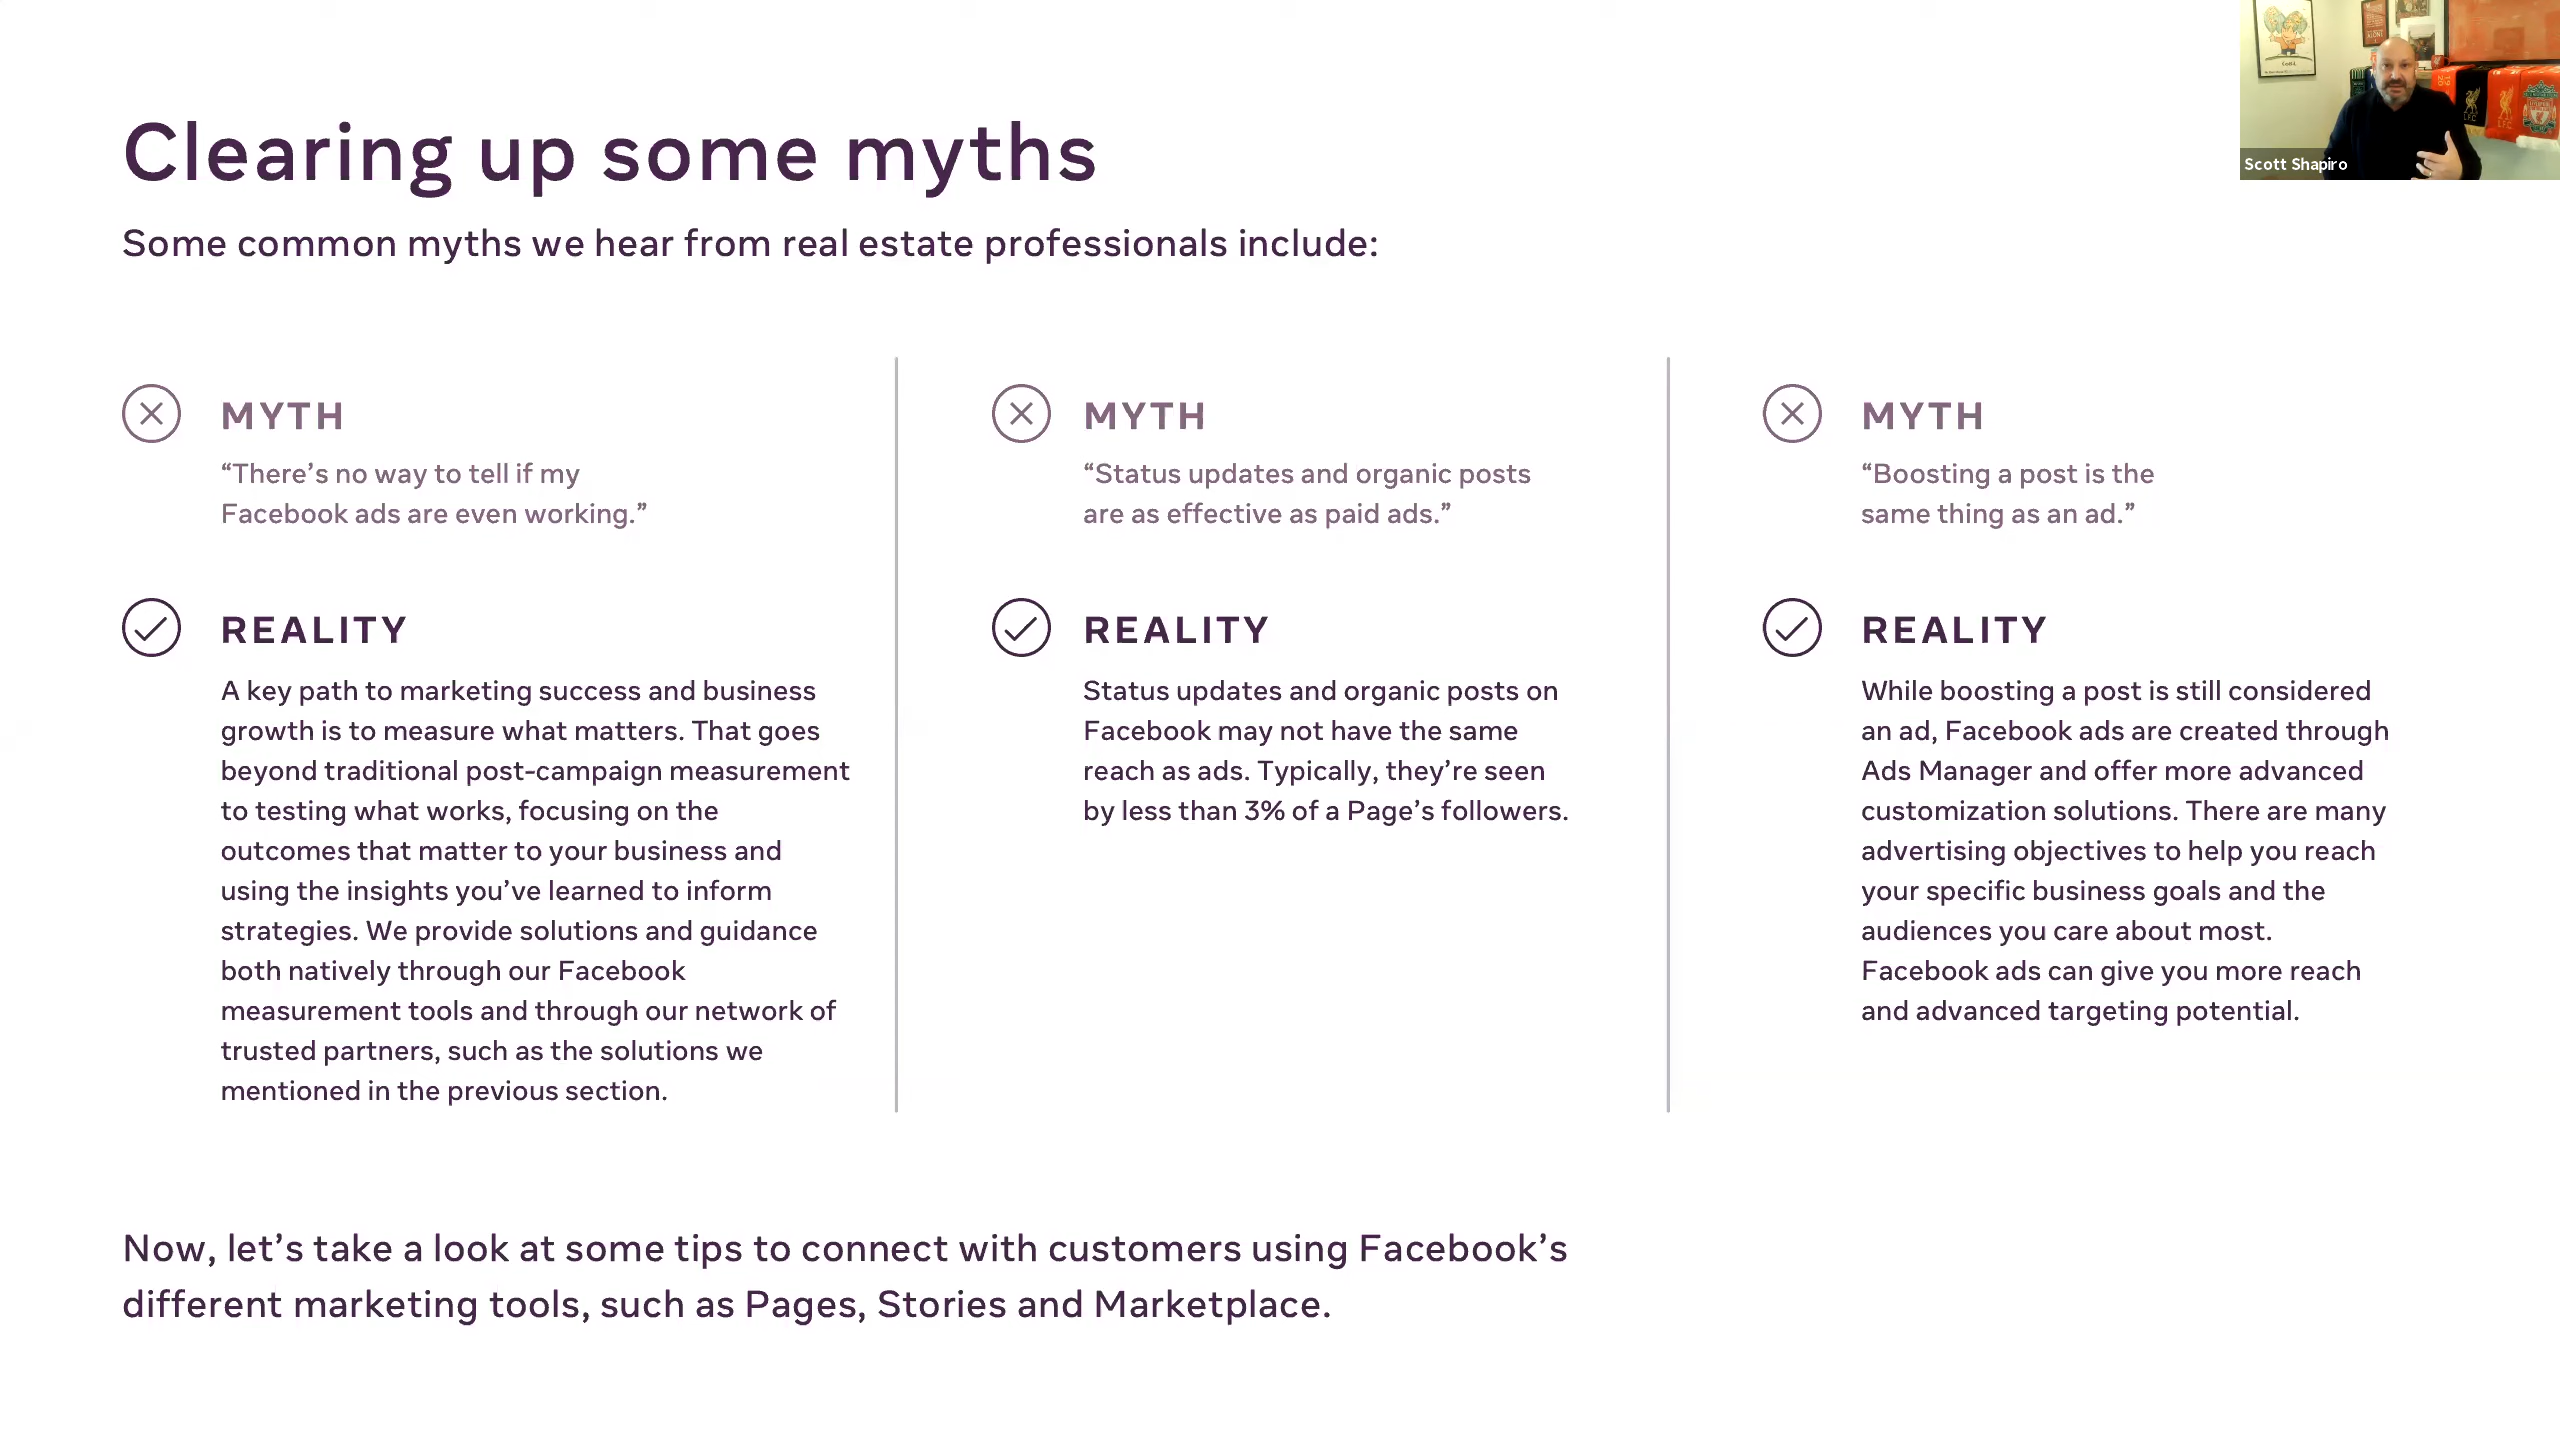 Clearing up some myths
Some common myths we hear from real estate professionals include:
Scott Shapiro
LFC
LFC
MYTH
“There’s no way to tell if my
Facebook ads are even working.”
REALITY
A key path to marketing success and business
growth is to measure what matters. That goes
beyond traditional post-campaign measurement
to testing what works, focusing on the
outcomes that matter to your business and
using the insights you’ve learned to inform
strategies. We provide solutions and guidance
both natively through our Facebook
measurement tools and through our network of
trusted partners, such as the solutions we
mentioned in the previous section.
MYTH
“Status updates and organic posts
are as effective as paid ads.”
REALITY
Status updates and organic posts on
Facebook may not have the same
reach as ads. Typically, they’re seen
by less than 3% of a Page’s followers.
MYTH
“Boosting a post is the
same thing as an ad.”
REALITY
While boosting a post is still considered
an ad, Facebook ads are created through
Ads Manager and offer more advanced
customization solutions. There are many
advertising objectives to help you reach
your specific business goals and the
audiences you care about most.
Facebook ads can give you more reach
and advanced targeting potential.
Now, let’s take a look at some tips to connect with customers using Facebook’s
different marketing tools, such as Pages, Stories and Marketplace.